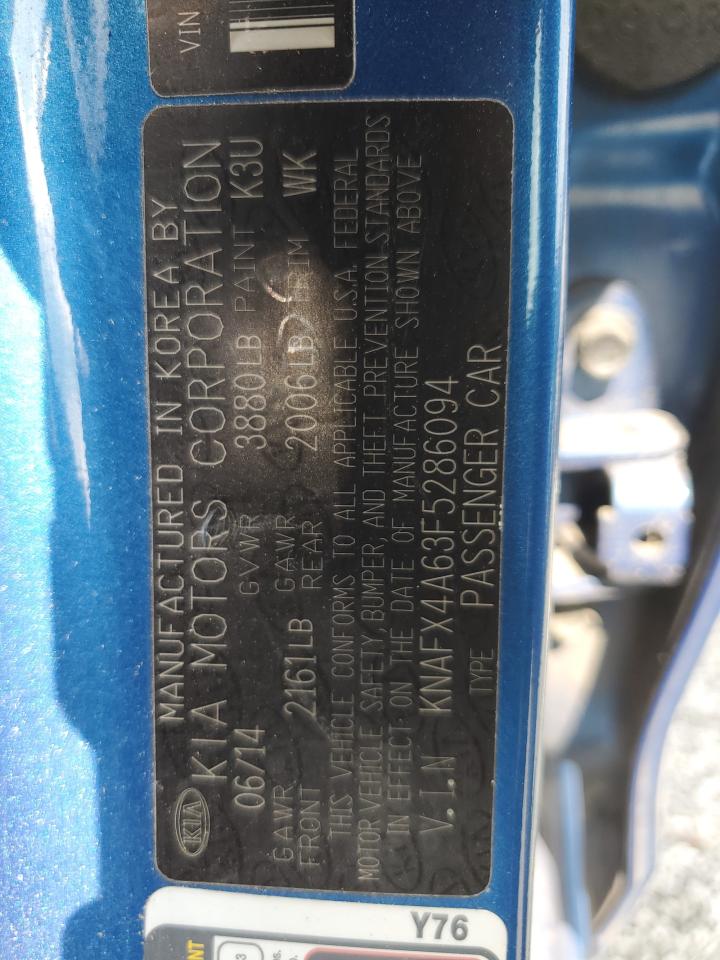 VIN
MANUFACTURED IN KOREA BY
KIA MOTORS CORPORATION
06/14 GVWR 3880LB PAINT K3U
GAWR FRONT 2161LB GAWR REAR 2006LB TRIM WK
THIS VEHICLE CONFORMS TO ALL APPLICABLE U.S.A. FEDERAL
MOTOR VEHICLE SAFETY, BUMPER, AND THEFT PREVENTION STANDARDS
IN EFFECT ON THE DATE OF MANUFACTURE SHOWN ABOVE
V.I.N KNAFX4A63F5286094
TYPE PASSENGER CAR
KIA
Y76